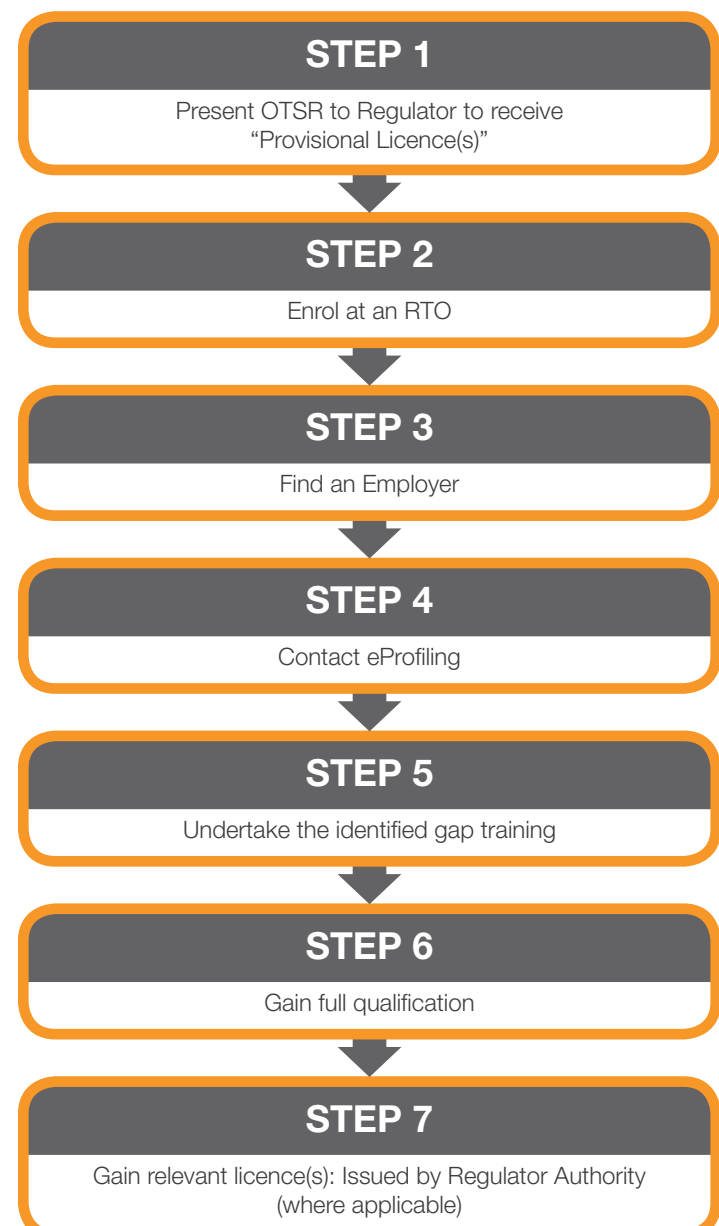 STEP 1
Present OTSR to Regulator to receive
“Provisional Licence(s)”
STEP 2
Enrol at an RTO
STEP 3
Find an Employer
STEP 4
Contact eProfiling
STEP 5
Undertake the identified gap training
STEP 6
Gain full qualification
STEP 7
Gain relevant licence(s): Issued by Regulator Authority
(where applicable)